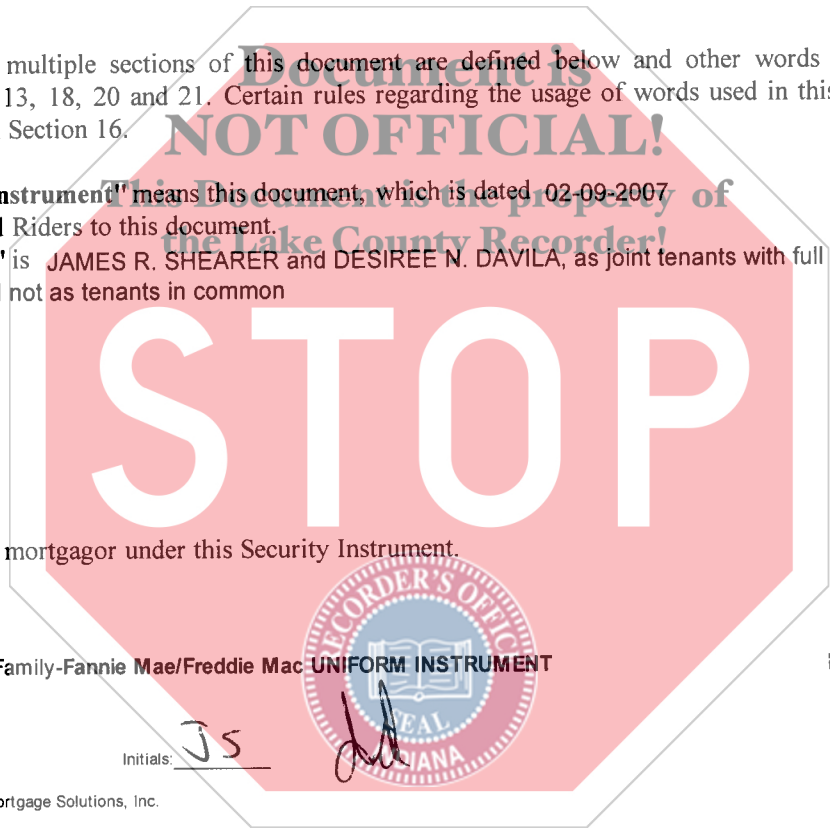 multiple sections of this document are defined below and other words
Document is
13, 18, 20 and 21. Certain rules regarding the usage of words used in this
Section 16.
NOT OFFICIAL!
nstrument" means this document, which is dated 02-09-2007
This Document is the property of
Riders to this document.
the Lake County Recorder!
" is JAMES R. SHEARER and DESIREE N. DAVILA, as joint tenants with full
not as tenants in common
STOP
mortgagor under this Security Instrument.
RECORDER'S OFFICE
Family-Fannie Mae/Freddie Mac UNIFORM INSTRUMENT
SEAL
INDIANA
Initials: JS
ortgage Solutions, Inc.